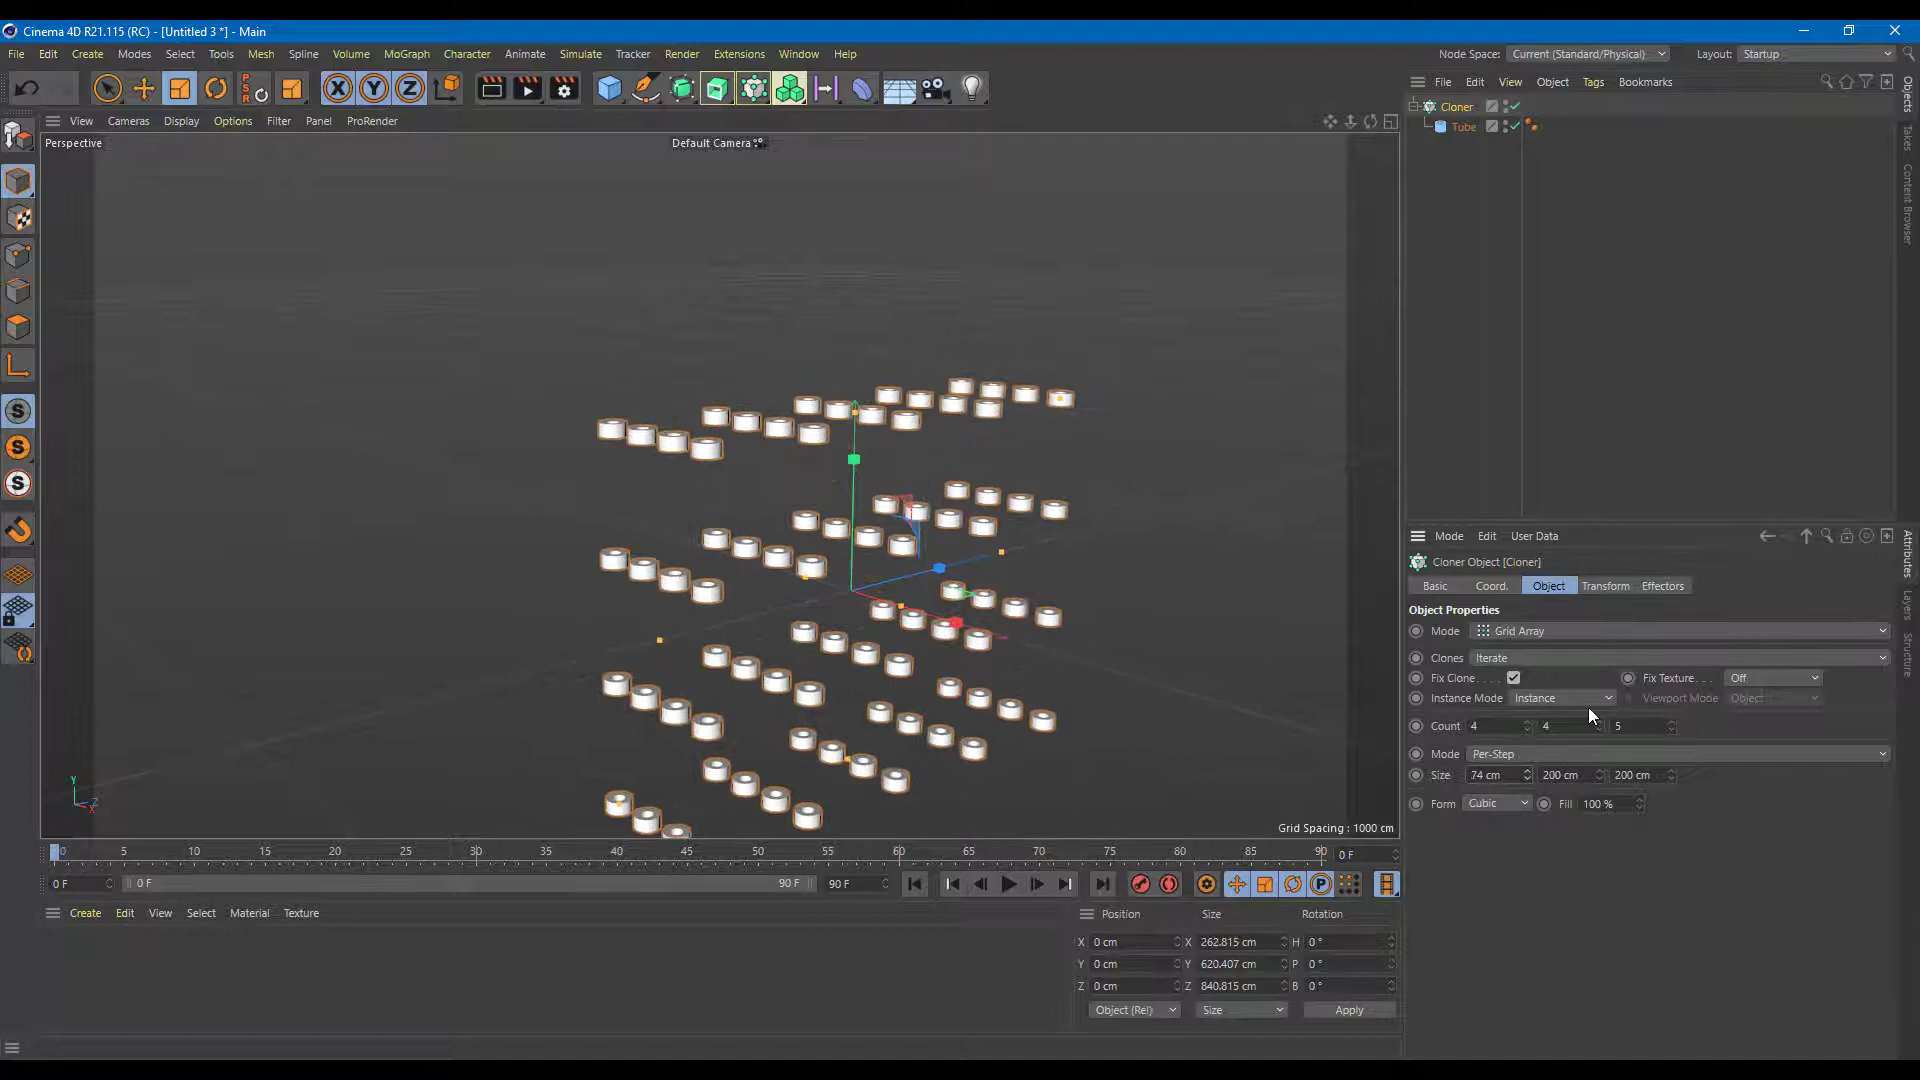 Cinema 4D R21.115 (RC) - [Untitled 3 *] - Main
File Edit Create Modes Select Tools Mesh Spline Volume MoGraph Character Animate Simulate Tracker Render Extensions Window Help
Node Space: Current (Standard/Physical) Layout: Startup
P S R X Y Z
File Edit View Object Tags Bookmarks
View Cameras Display Options Filter Panel ProRender
Perspective
Default Camera
Cloner
Tube
Objects
Takes
Content Browser
Mode Edit User Data
Cloner Object [Cloner]
Basic Coord. Object Transform Effectors
Object Properties
Mode Grid Array
Clones Iterate
Fix Clone Fix Texture Off
Instance Mode Instance Viewport Mode Object
Count 4 4 5
Mode Per-Step
Size 74 cm 200 cm 200 cm
Form Cubic Fill 100 %
Attributes
Layers
Structure
S
S
S
Y
X
Z
Grid Spacing : 1000 cm
0 5 10 15 20 25 30 35 40 45 50 55 60 65 70 75 80 85 90 0 F
0 F 0 F 90 F 90 F
P
Create Edit View Select Material Texture
Position Size Rotation
X 0 cm X 262.815 cm H 0 °
Y 0 cm Y 620.407 cm P 0 °
Z 0 cm Z 840.815 cm B 0 °
Object (Rel) Size Apply